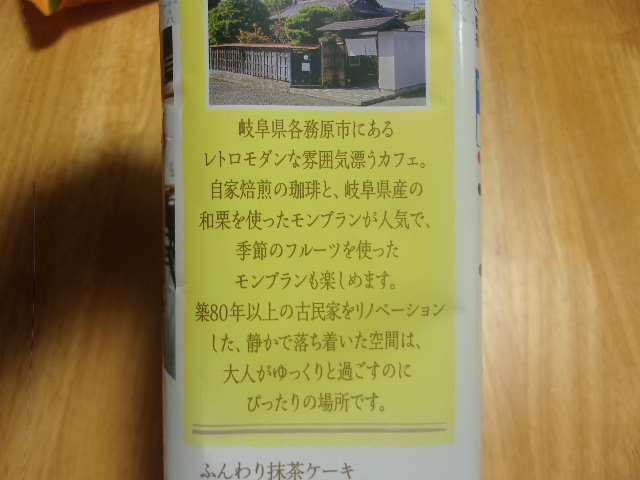 岐阜県各務原市にある
レトロモダンな雰囲気漂うカフェ。
自家焙煎の珈琲と、岐阜県産の
和栗を使ったモンブランが人気で、
季節のフルーツを使った
モンブランも楽しめます。
築80年以上の古民家をリノベーション
した、静かで落ち着いた空間は、
大人がゆっくりと過ごすのに
ぴったりの場所です。
ふんわり抹茶ケーキ